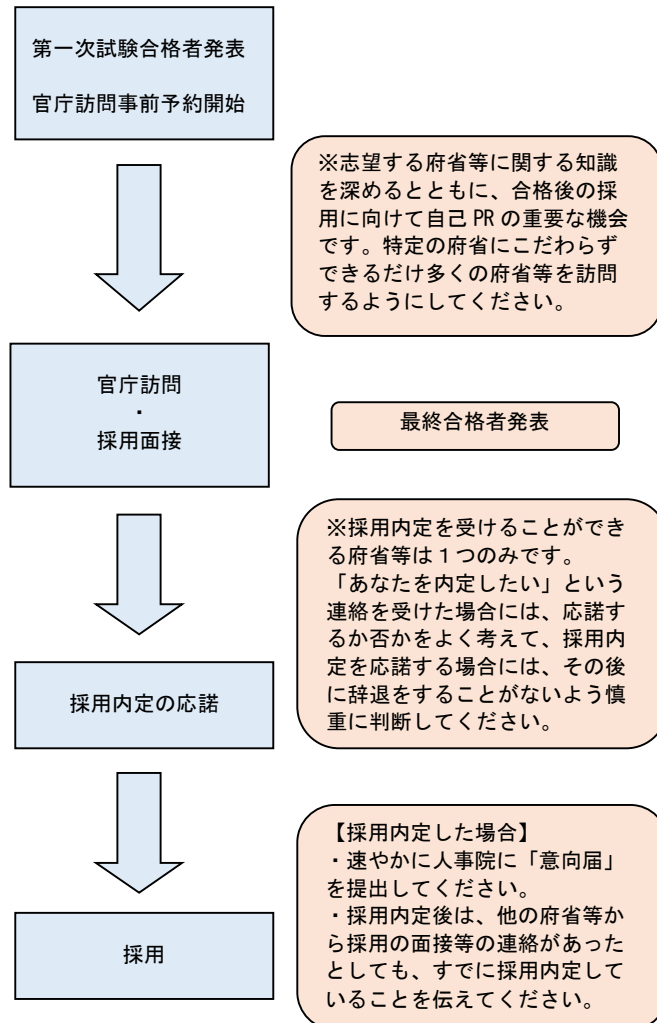 第一次試験合格者発表
官庁訪問事前予約開始
※志望する府省等に関する知識
を深めるとともに、合格後の採
用に向けて自己 PR の重要な機会
です。特定の府省にこだわらず
できるだけ多くの府省等を訪問
するようにしてください。
官庁訪問
・
採用面接
最終合格者発表
※採用内定を受けることができ
る府省等は１つのみです。
「あなたを内定したい」という
連絡を受けた場合には、応諾す
るか否かをよく考えて、採用内
定を応諾する場合には、その後
に辞退をすることがないよう慎
重に判断してください。
採用内定の応諾
【採用内定した場合】
・速やかに人事院に「意向届」
を提出してください。
・採用内定後は、他の府省等か
ら採用の面接等の連絡があった
としても、すでに採用内定して
いることを伝えてください。
採用